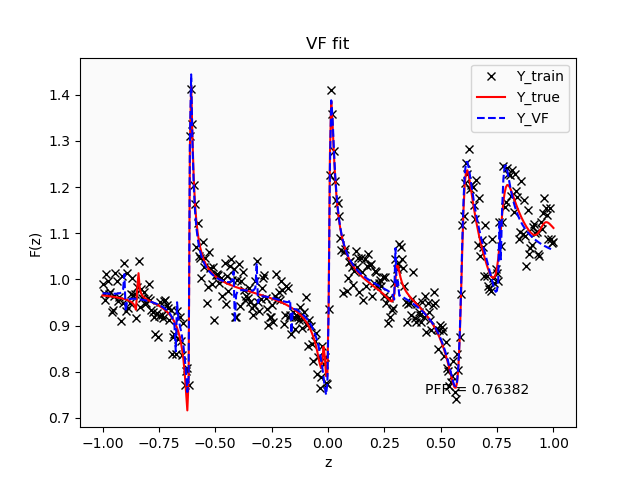 VF fit
Y_train
Y_true
Y_VF
F(z)
1.4
1.3
1.2
1.1
1.0
0.9
0.8
0.7
PFR = 0.76382
−1.00 −0.75 −0.50 −0.25 0.00 0.25 0.50 0.75 1.00
z